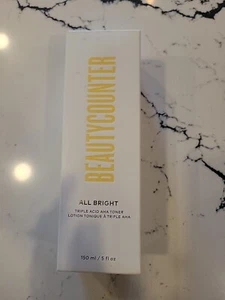 BEAUTYCOUNTER
ALL BRIGHT
TRIPLE ACID AHA TONER
LOTION TONIQUE À TRIPLE AHA
150 ml / 5 fl oz